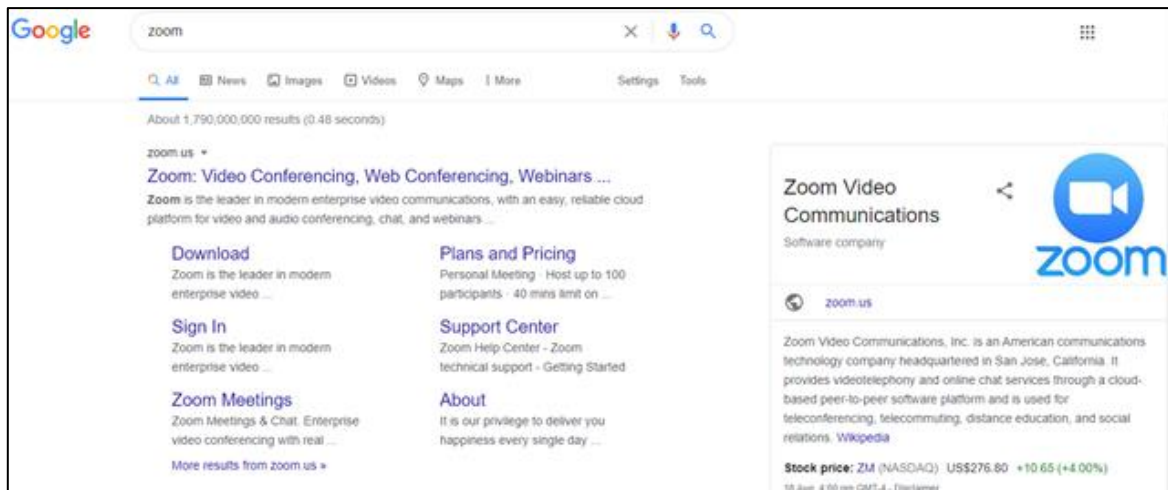 Google
zoom
All News Images Videos Maps More Settings Tools
About 1,790,000,000 results (0.48 seconds)
zoom.us
Zoom: Video Conferencing, Web Conferencing, Webinars ...
Zoom is the leader in modern enterprise video communications, with an easy, reliable cloud
platform for video and audio conferencing, chat, and webinars ...
Download
Zoom is the leader in modern
enterprise video ...
Plans and Pricing
Personal Meeting · Host up to 100
participants · 40 mins limit on ...
Sign In
Zoom is the leader in modern
enterprise video ...
Support Center
Zoom Help Center - Zoom
technical support - Getting Started
Zoom Meetings
Zoom Meetings & Chat. Enterprise
video conferencing with real ...
About
It is our privilege to deliver you
happiness every single day ...
More results from zoom.us »
Zoom Video
Communications
Software company
zoom
zoom.us
Zoom Video Communications, Inc. is an American communications
technology company headquartered in San Jose, California. It
provides videotelephony and online chat services through a cloud-
based peer-to-peer software platform and is used for
teleconferencing, telecommuting, distance education, and social
relations. Wikipedia
Stock price: ZM (NASDAQ) US$276.80 +10.65 (+4.00%)
4:00 pm GMT-4 - Disclaimer